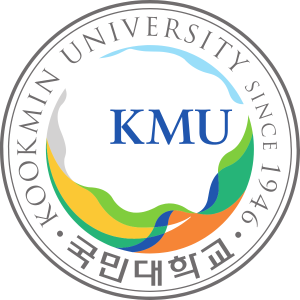 · KOOKMIN UNIVERSITY SINCE 1946 ·
KMU
국민대학교